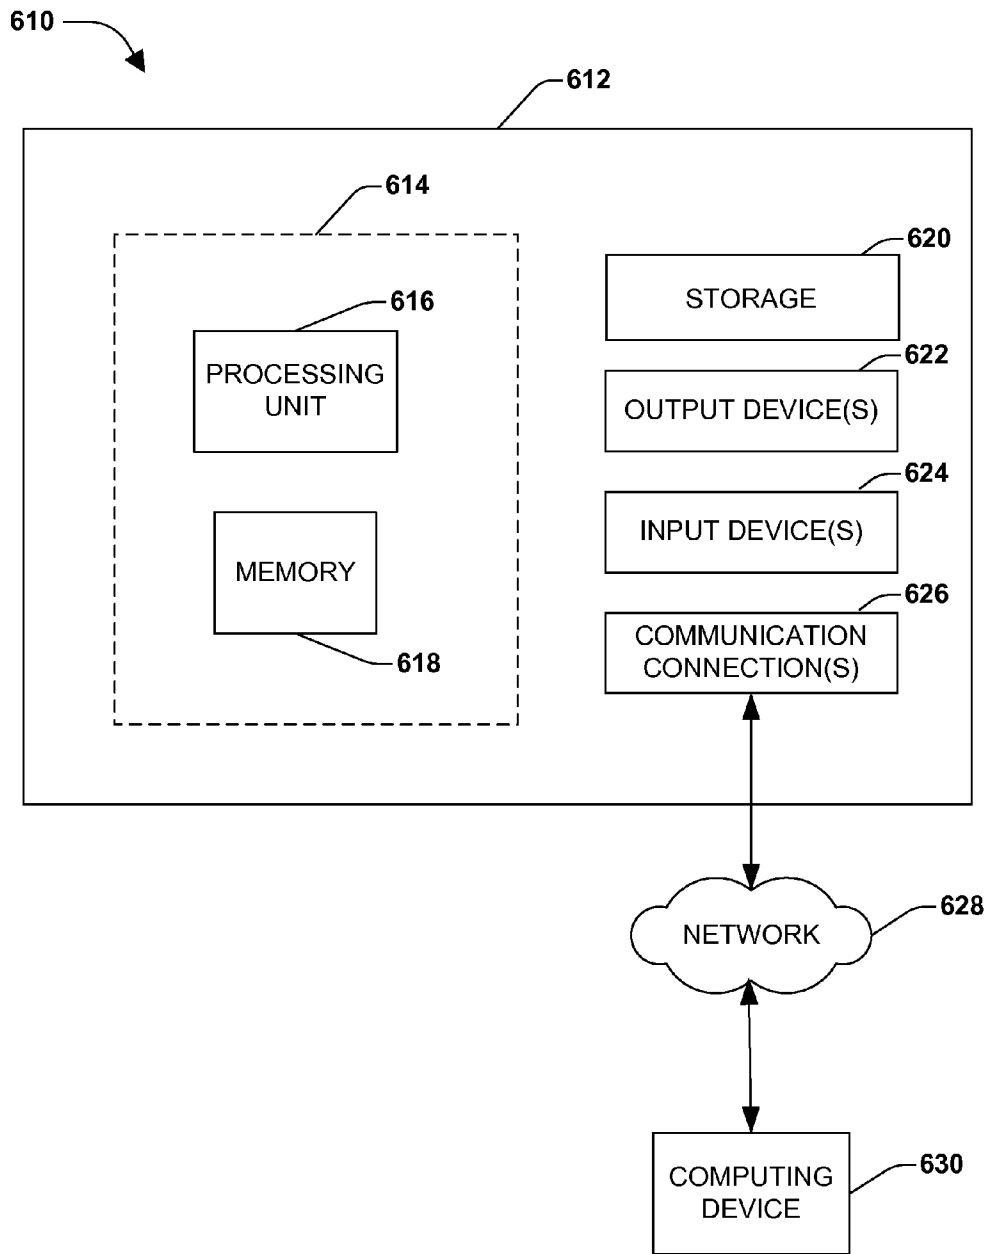 610
612
614
620
616
STORAGE
PROCESSING
UNIT
622
OUTPUT DEVICE(S)
624
INPUT DEVICE(S)
MEMORY
626
618
COMMUNICATION
CONNECTION(S)
628
NETWORK
630
COMPUTING
DEVICE